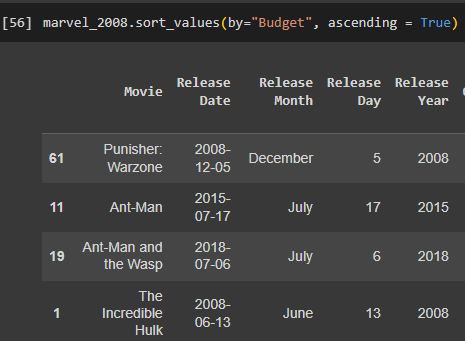 [56] marvel_2008.sort_values(by="Budget", ascending = True)
Movie Release Date Release Month Release Day Release Year
61 Punisher: Warzone 2008-12-05 December 5 2008
11 Ant-Man 2015-07-17 July 17 2015
19 Ant-Man and the Wasp 2018-07-06 July 6 2018
1 The Incredible Hulk 2008-06-13 June 13 2008